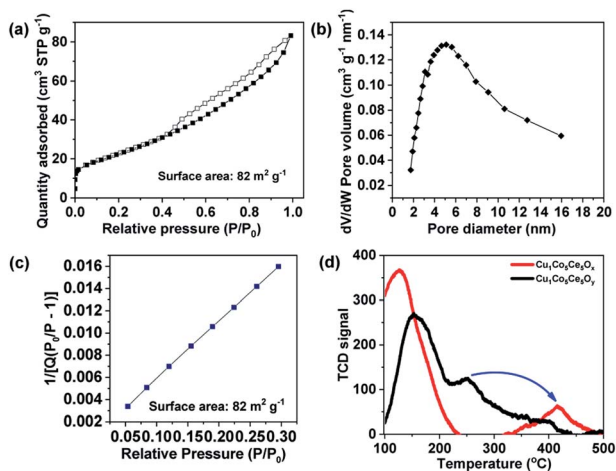 (a)
Quantity adsorbed (cm³ STP g⁻¹)
80
60
40
20
0
0.0 0.2 0.4 0.6 0.8 1.0
Relative pressure (P/P₀)
Surface area: 82 m² g⁻¹
(b)
dV/dW Pore volume (cm³ g⁻¹ nm⁻¹)
0.14
0.12
0.10
0.08
0.06
0.04
0.02
0 2 4 6 8 10 12 14 16 18
Pore diameter (nm)
(c)
1/[Q(P₀/P - 1)]
0.016
0.014
0.012
0.010
0.008
0.006
0.004
0.002
0.05 0.10 0.15 0.20 0.25 0.30
Relative Pressure (P/P₀)
Surface area: 82 m² g⁻¹
(d)
TCD signal
400
300
200
100
0
100 200 300 400 500
Temperature (°C)
Cu₁Co₅Ce₅Oₓ
Cu₁Co₅Ce₅Oᵧ